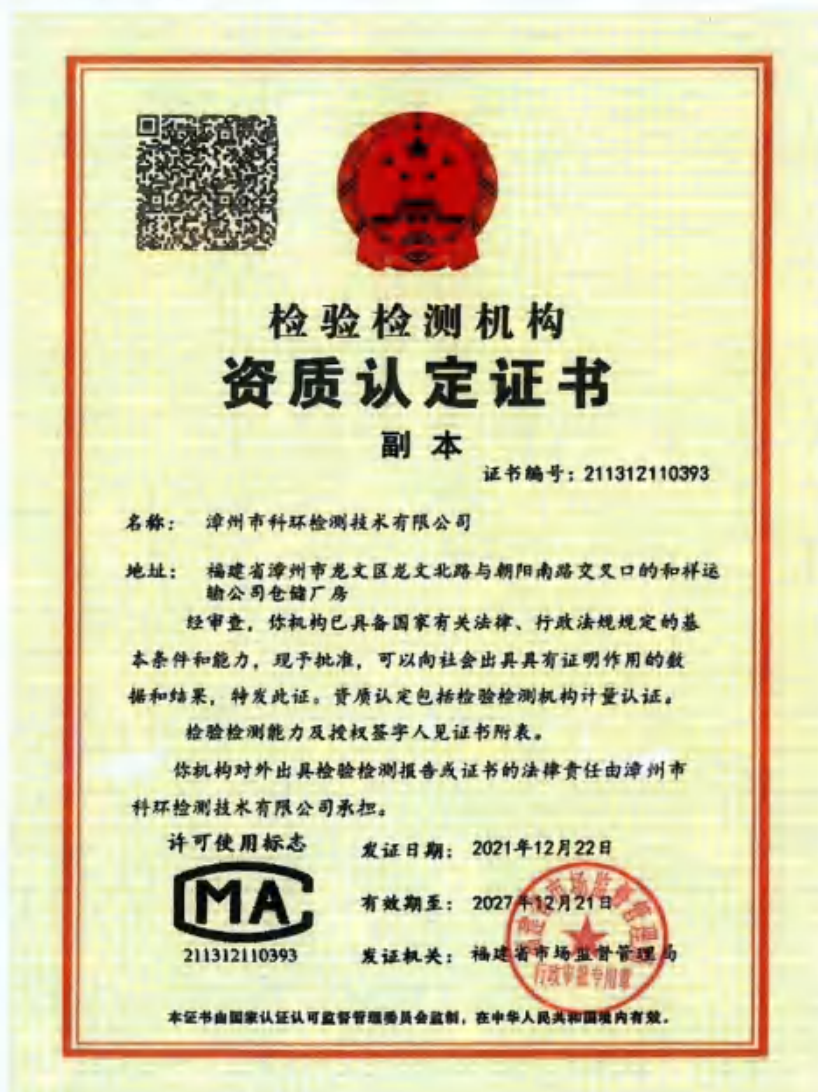 检验检测机构
资质认定证书
副本
证书编号：211312110393
名称： 漳州市科环检测技术有限公司
地址： 福建省漳州市龙文区龙文北路与朝阳南路交叉口的和祥运
输公司仓储厂房
经审查，你机构已具备国家有关法律、行政法规规定的基
本条件和能力，现予批准，可以向社会出具具有证明作用的数
据和结果，特发此证。资质认定包括检验检测机构计量认证。
检验检测能力及授权签字人见证书附表。
你机构对外出具检验检测报告或证书的法律责任由漳州市
科环检测技术有限公司承担。
许可使用标志
MA
211312110393
发证日期： 2021年12月22日
有效期至： 2027年12月21日
发证机关： 福建省市场监督管理局
行政审批专用章
本证书由国家认证认可监督管理委员会监制，在中华人民共和国境内有效。